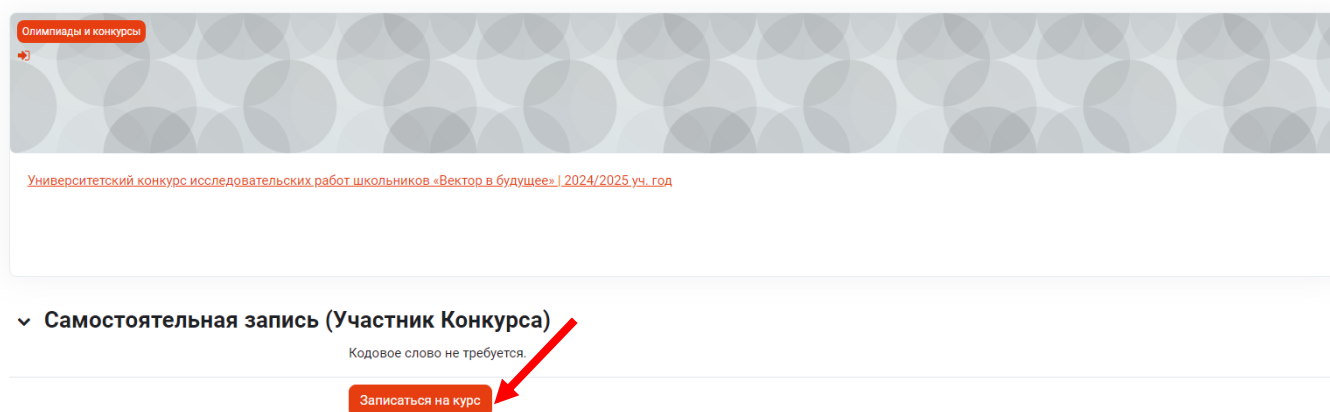 Олимпиады и конкурсы
Университетский конкурс исследовательских работ школьников «Вектор в будущее» | 2024/2025 уч. год
Самостоятельная запись (Участник Конкурса)
Кодовое слово не требуется.
Записаться на курс